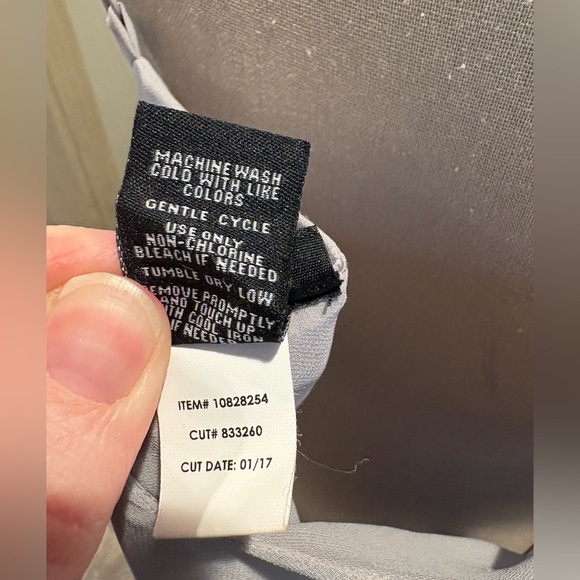 MACHINE WASH
COLD WITH LIKE
COLORS
GENTLE CYCLE
USE ONLY
NON-CHLORINE
BLEACH IF NEEDED
TUMBLE DRY LOW
REMOVE PROMPTLY
AND TOUCH UP
WITH COOL IRON
IF NEEDED
ITEM# 10828254
CUT# 833260
CUT DATE: 01/17